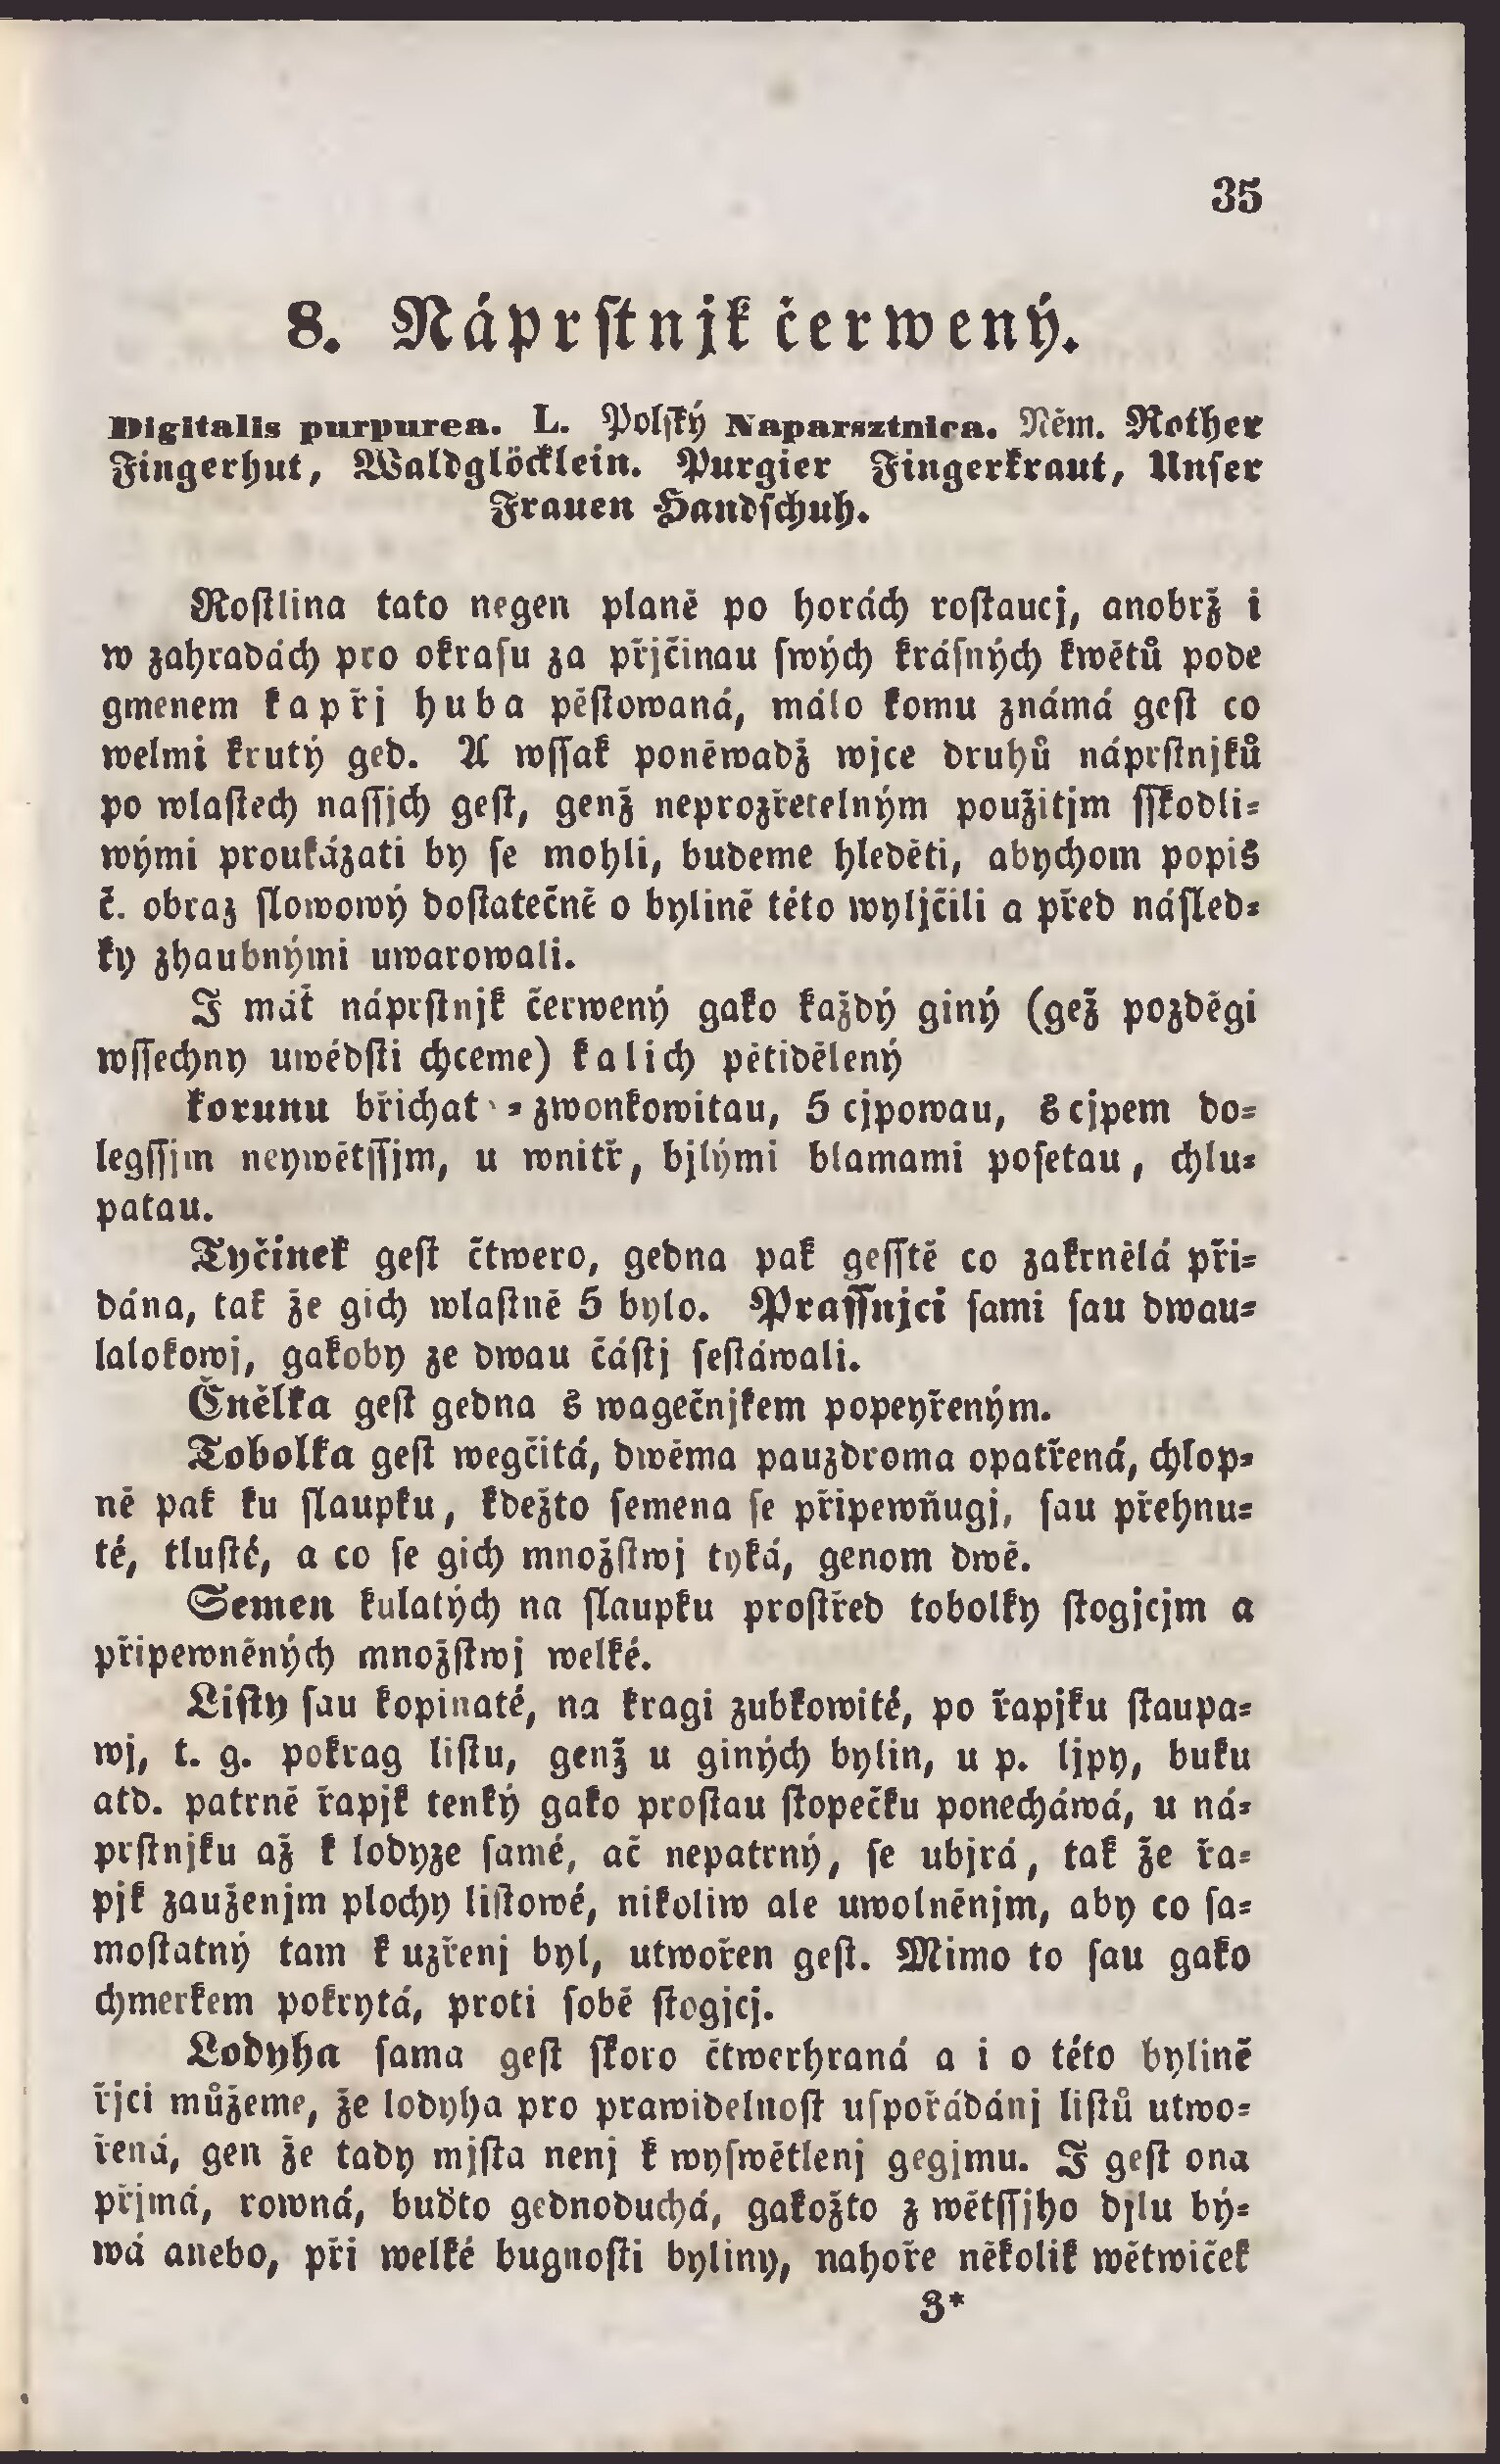 35
8. Náprstnjk čerwený.
Digitalis purpurea. L. Polský Naparsztnica. Něm. Rother
Fingerhut, Waldglöcklein. Purgier Fingerkraut, Unser
Frauen Handschuh.
Rostlina tato negen planě po horách rostaucj, anobrž i
w zahradách pro okrasu za přjčinau swých krásných kwětů pode
gmenem kapřj huba pěstowaná, málo komu známá gest co
welmi krutý ged. A wssak poněwadž wjce druhů náprstnjků
po wlastech nassjch gest, genž neprozřetelným použitjm sskodli-
wými proukázati by se mohli, budeme hleděti, abychom popis
č. obraz slowowý dostatečně o bylině této wyljčili a před násled-
ky zhaubnými uwarowali.
I máť náprstnjk čerwený gako každý giný (gež pozděgi
wssechny uwédsti chceme) kalich pětidělený
korunu břichat-zwonkowitau, 5 cjpowau, s cjpem do-
legssjm neywětssjm, u wnitř, bjlými blamami posetau, chlu-
patau.
Tyčinek gest čtwero, gedna pak gesstě co zakrnělá při-
dána, tak že gich wlastně 5 bylo. Prassnjci sami sau dwau-
lalokowj, gakoby ze dwau částj sestáwali.
Čnělka gest gedna s wagečnjkem popeyřeným.
Tobolka gest wegčitá, dwěma pauzdroma opatřená, chlop-
ně pak ku slaupku, kdežto semena se připewňugj, sau přehnu-
té, tlusté, a co se gich množstwj tyká, genom dwě.
Semen kulatých na slaupku prostřed tobolky stogjcjm a
připewněných množstwj welké.
Listy sau kopinaté, na kragi zubkowité, po řapjku staupa-
wj, t. g. pokrag listu, genž u giných bylin, u p. ljpy, buku
atd. patrně řapjk tenký gako prostau stopečku ponecháwá, u ná-
prstnjku až k lodyze samé, ač nepatrný, se ubjrá, tak že řa-
pjk zauženjm plochy listowé, nikoliw ale uwolněnjm, aby co sa-
mostatný tam k uzřenj byl, utwořen gest. Mimo to sau gako
chmerkem pokrytá, proti sobě stogjcj.
Lodyha sama gest skoro čtwerhraná a i o této bylině
řjci můžeme, že lodyha pro prawidelnost uspořádánj listů utwo-
řená, gen že tady mjsta nenj k wyswětlenj gegjmu. I gest ona
přjmá, rowná, buďto gednoduchá, gakožto z wětssjho djlu bý-
wá anebo, při welké bugnosti byliny, nahoře několik wětwiček
3*